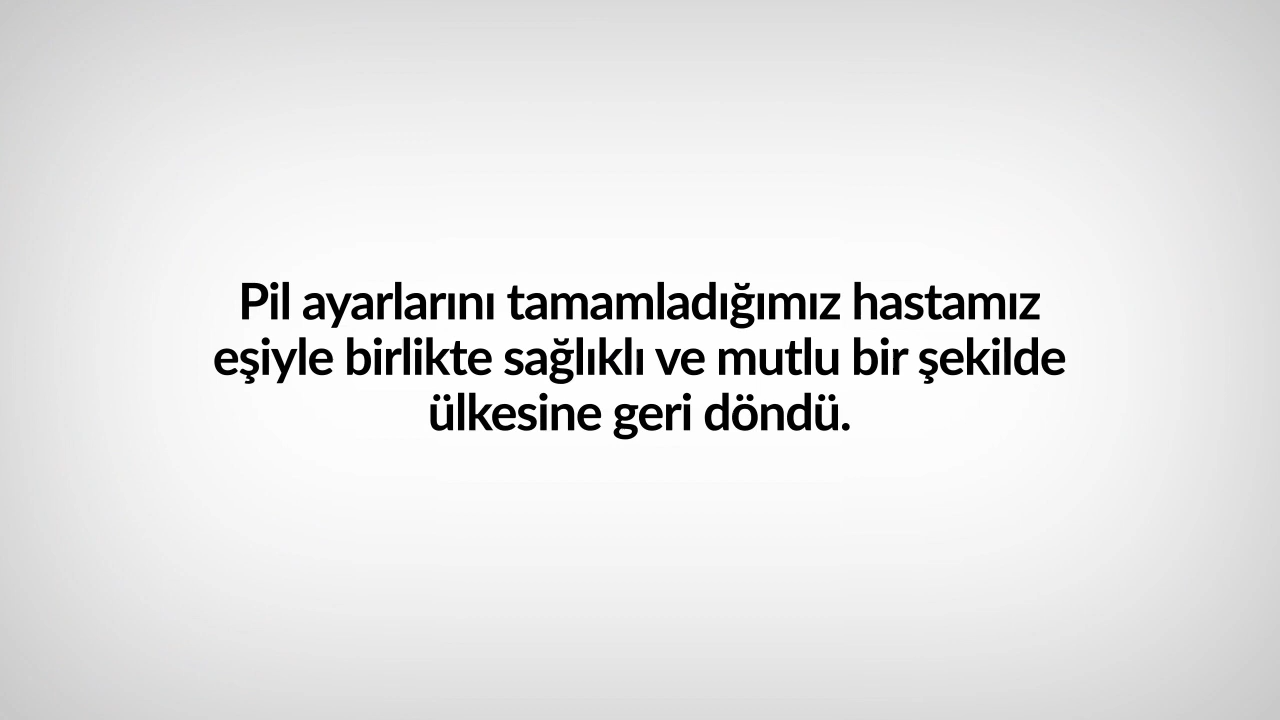 Pil ayarlarını tamamladığımız hastamız
eşiyle birlikte sağlıklı ve mutlu bir şekilde
ülkesine geri döndü.